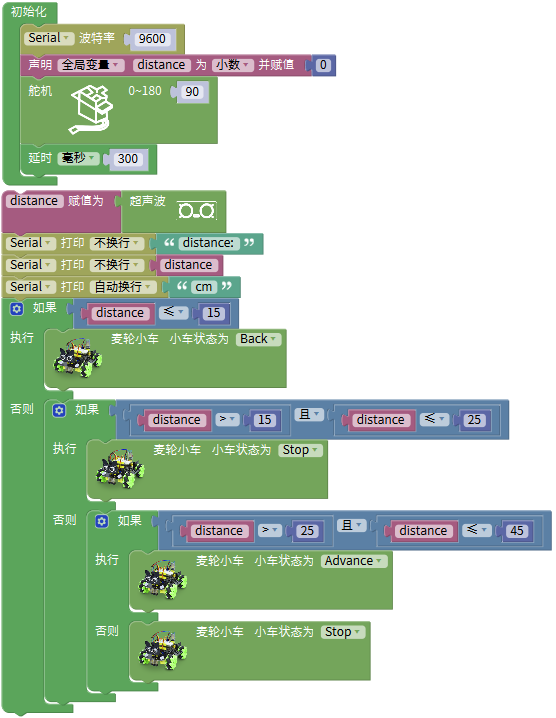 初始化
Serial 波特率 9600
声明 全局变量 distance 为 小数 并赋值 0
舵机 0~180 90
延时 毫秒 300
distance 赋值为 超声波
Serial 打印 不换行 “ distance: ”
Serial 打印 不换行 distance
Serial 打印 自动换行 “ cm ”
如果 distance ≤ 15
执行 麦轮小车 小车状态为 Back
否则 如果 distance > 15 且 distance ≤ 25
执行 麦轮小车 小车状态为 Stop
否则 如果 distance > 25 且 distance ≤ 45
执行 麦轮小车 小车状态为 Advance
否则 麦轮小车 小车状态为 Stop